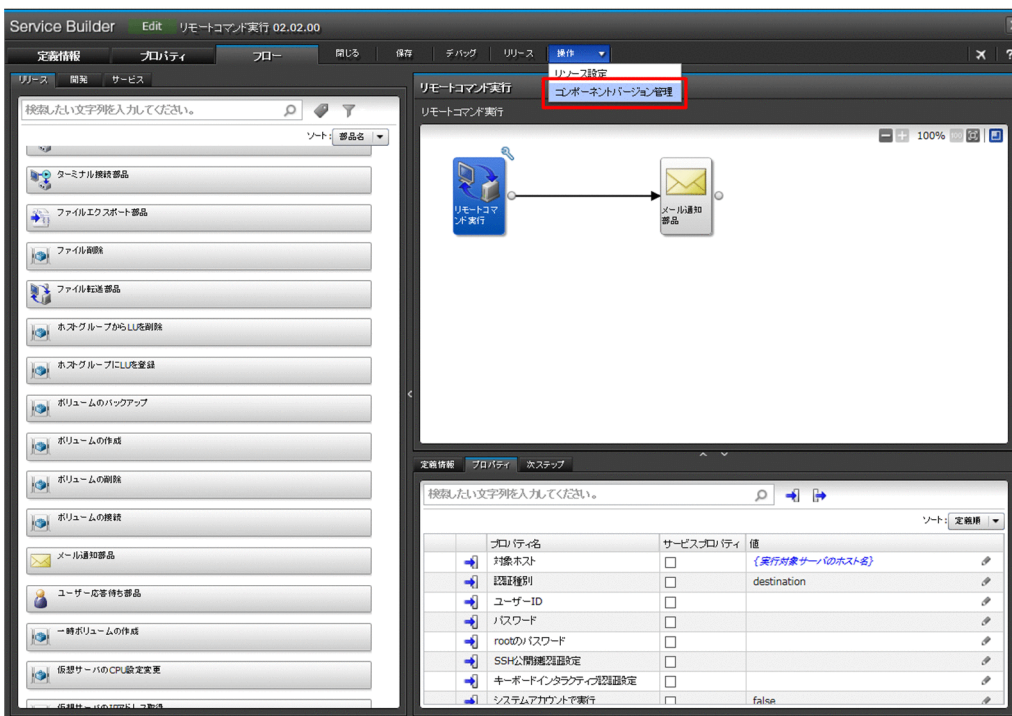 Service Builder Edit リモートコマンド実行 02.02.00
定義情報 プロパティ フロー 閉じる 保存 デバッグ リリース 操作
リソース設定
コンポーネントバージョン管理
リリース 開発 サービス
検索したい文字列を入力してください。
ソート: 部品名
ターミナル接続部品
ファイルエクスポート部品
ファイル削除
ファイル転送部品
ホストグループからLUを削除
ホストグループにLUを登録
ボリュームのバックアップ
ボリュームの作成
ボリュームの削除
ボリュームの接続
メール通知部品
ユーザー応答待ち部品
一時ボリュームの作成
仮想サーバのCPU設定変更
リモートコマンド実行
リモートコマンド実行
100%
リモートコマ
ンド実行
メール通知
部品
定義情報 プロパティ 次ステップ
検索したい文字列を入力してください。
ソート: 定義順
プロパティ名 サービスプロパティ 値
対象ホスト {実行対象サーバのホスト名}
認証種別 destination
ユーザーID
パスワード
rootのパスワード
SSH公開鍵認証設定
キーボードインタラクティブ認証設定
システムアカウントで実行 false